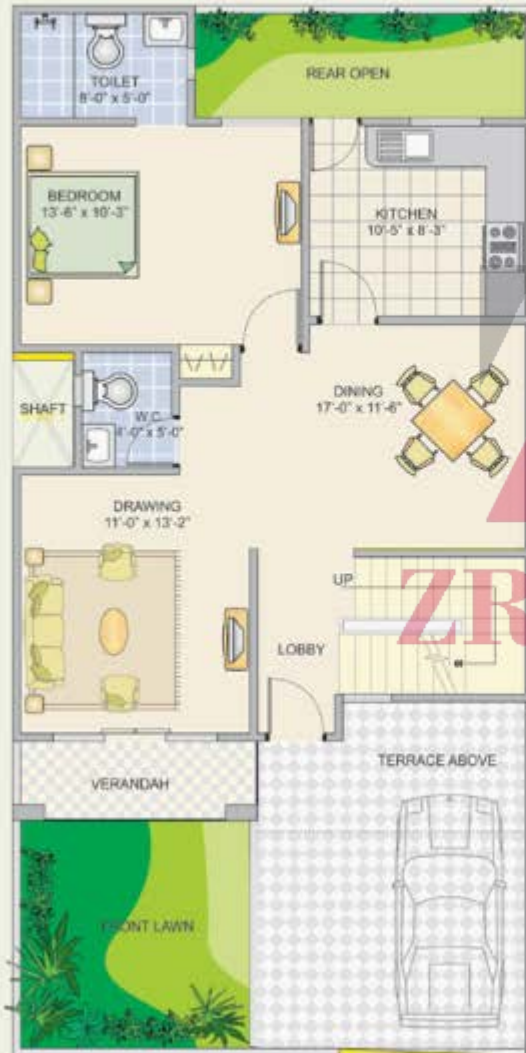 TOILET
8'-0" x 5'-0"
REAR OPEN
BEDROOM
13'-6" x 10'-3"
KITCHEN
10'-5" x 8'-3"
SHAFT
W.C.
4'-0" x 5'-0"
DINING
17'-0" x 11'-6"
DRAWING
11'-0" x 13'-2"
UP
ZR
LOBBY
VERANDAH
TERRACE ABOVE
FRONT LAWN